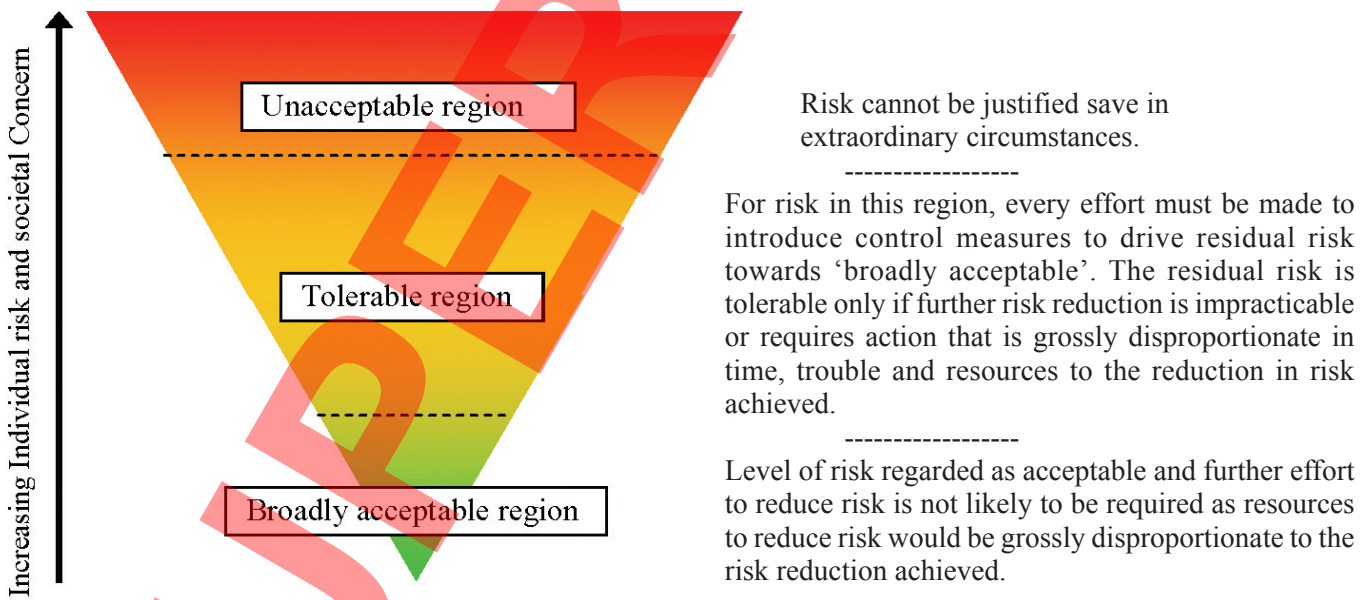 Increasing Individual risk and societal Concern
Unacceptable region
Risk cannot be justified save in
extraordinary circumstances.
------------------
For risk in this region, every effort must be made to
introduce control measures to drive residual risk
towards ‘broadly acceptable’. The residual risk is
tolerable only if further risk reduction is impracticable
or requires action that is grossly disproportionate in
time, trouble and resources to the reduction in risk
achieved.
Tolerable region
------------------
Level of risk regarded as acceptable and further effort
to reduce risk is not likely to be required as resources
to reduce risk would be grossly disproportionate to the
risk reduction achieved.
Broadly acceptable region
UPER